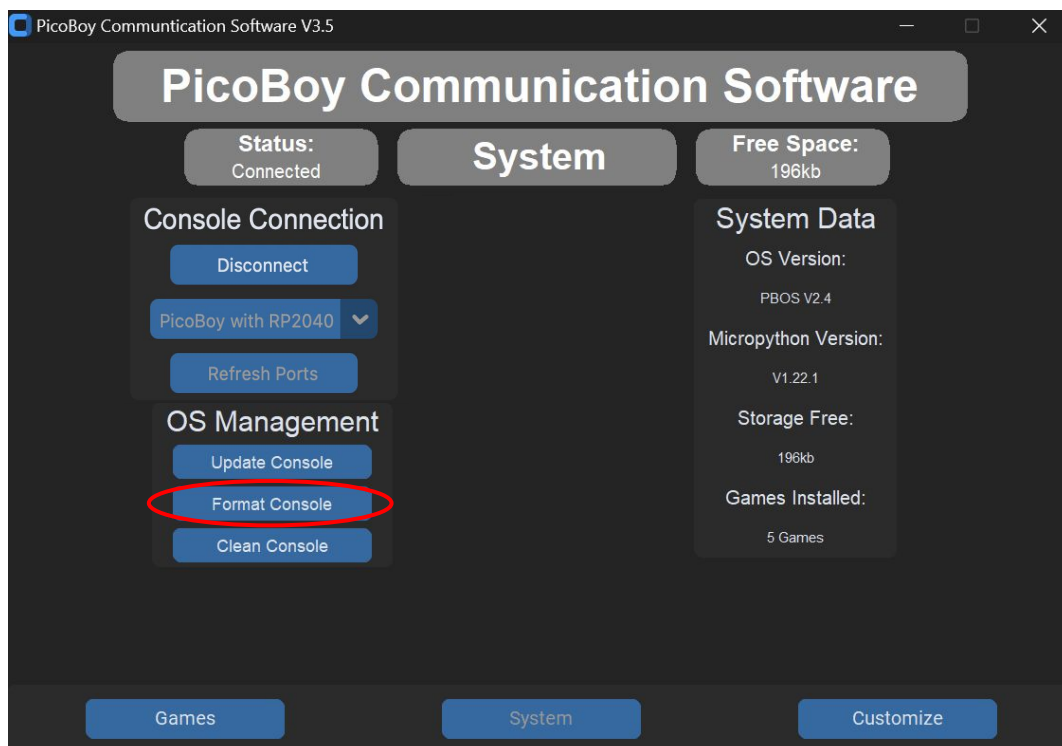 PicoBoy Communtication Software V3.5
PicoBoy Communication Software
Status:
Connected
System
Free Space:
196kb
Console Connection
Disconnect
PicoBoy with RP2040
Refresh Ports
OS Management
Update Console
Format Console
Clean Console
System Data
OS Version:
PBOS V2.4
Micropython Version:
V1.22.1
Storage Free:
196kb
Games Installed:
5 Games
Games
System
Customize